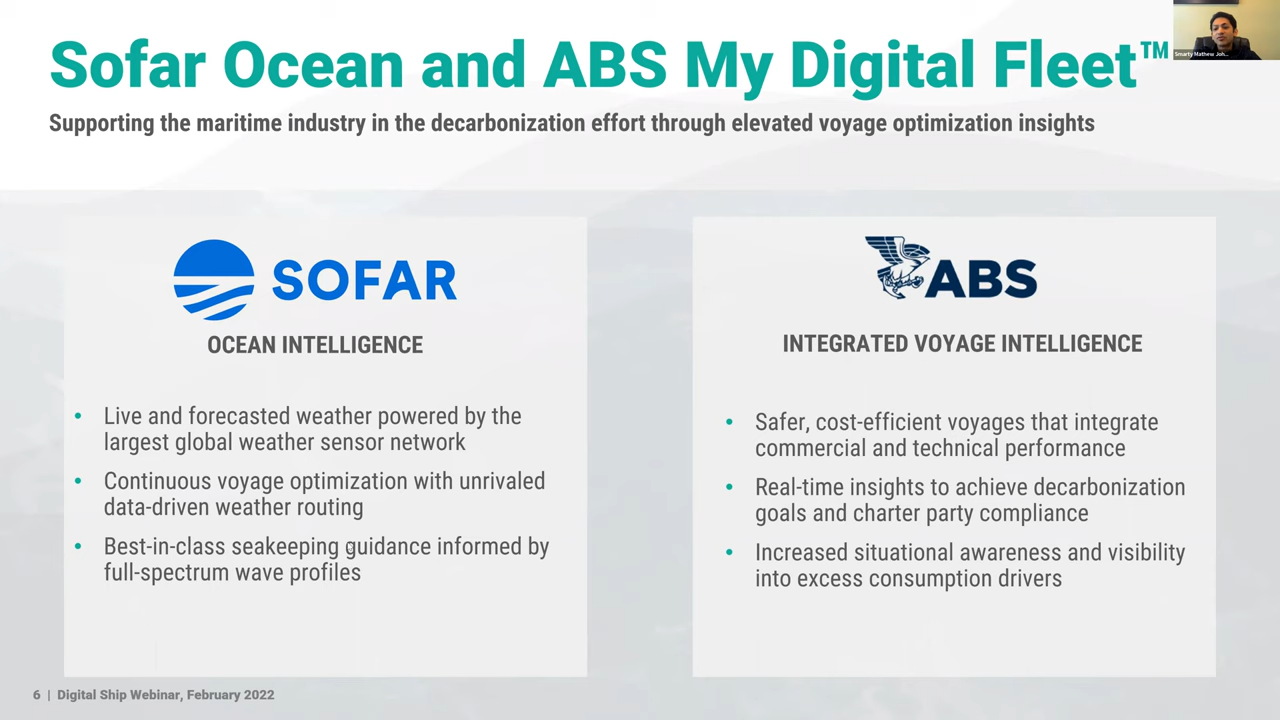 Sofar Ocean and ABS My Digital Fleet™
Smarty Mathew Joh...
Supporting the maritime industry in the decarbonization effort through elevated voyage optimization insights
SOFAR
OCEAN INTELLIGENCE
• Live and forecasted weather powered by the
largest global weather sensor network
• Continuous voyage optimization with unrivaled
data-driven weather routing
• Best-in-class seakeeping guidance informed by
full-spectrum wave profiles
ABS
INTEGRATED VOYAGE INTELLIGENCE
• Safer, cost-efficient voyages that integrate
commercial and technical performance
• Real-time insights to achieve decarbonization
goals and charter party compliance
• Increased situational awareness and visibility
into excess consumption drivers
6 | Digital Ship Webinar, February 2022